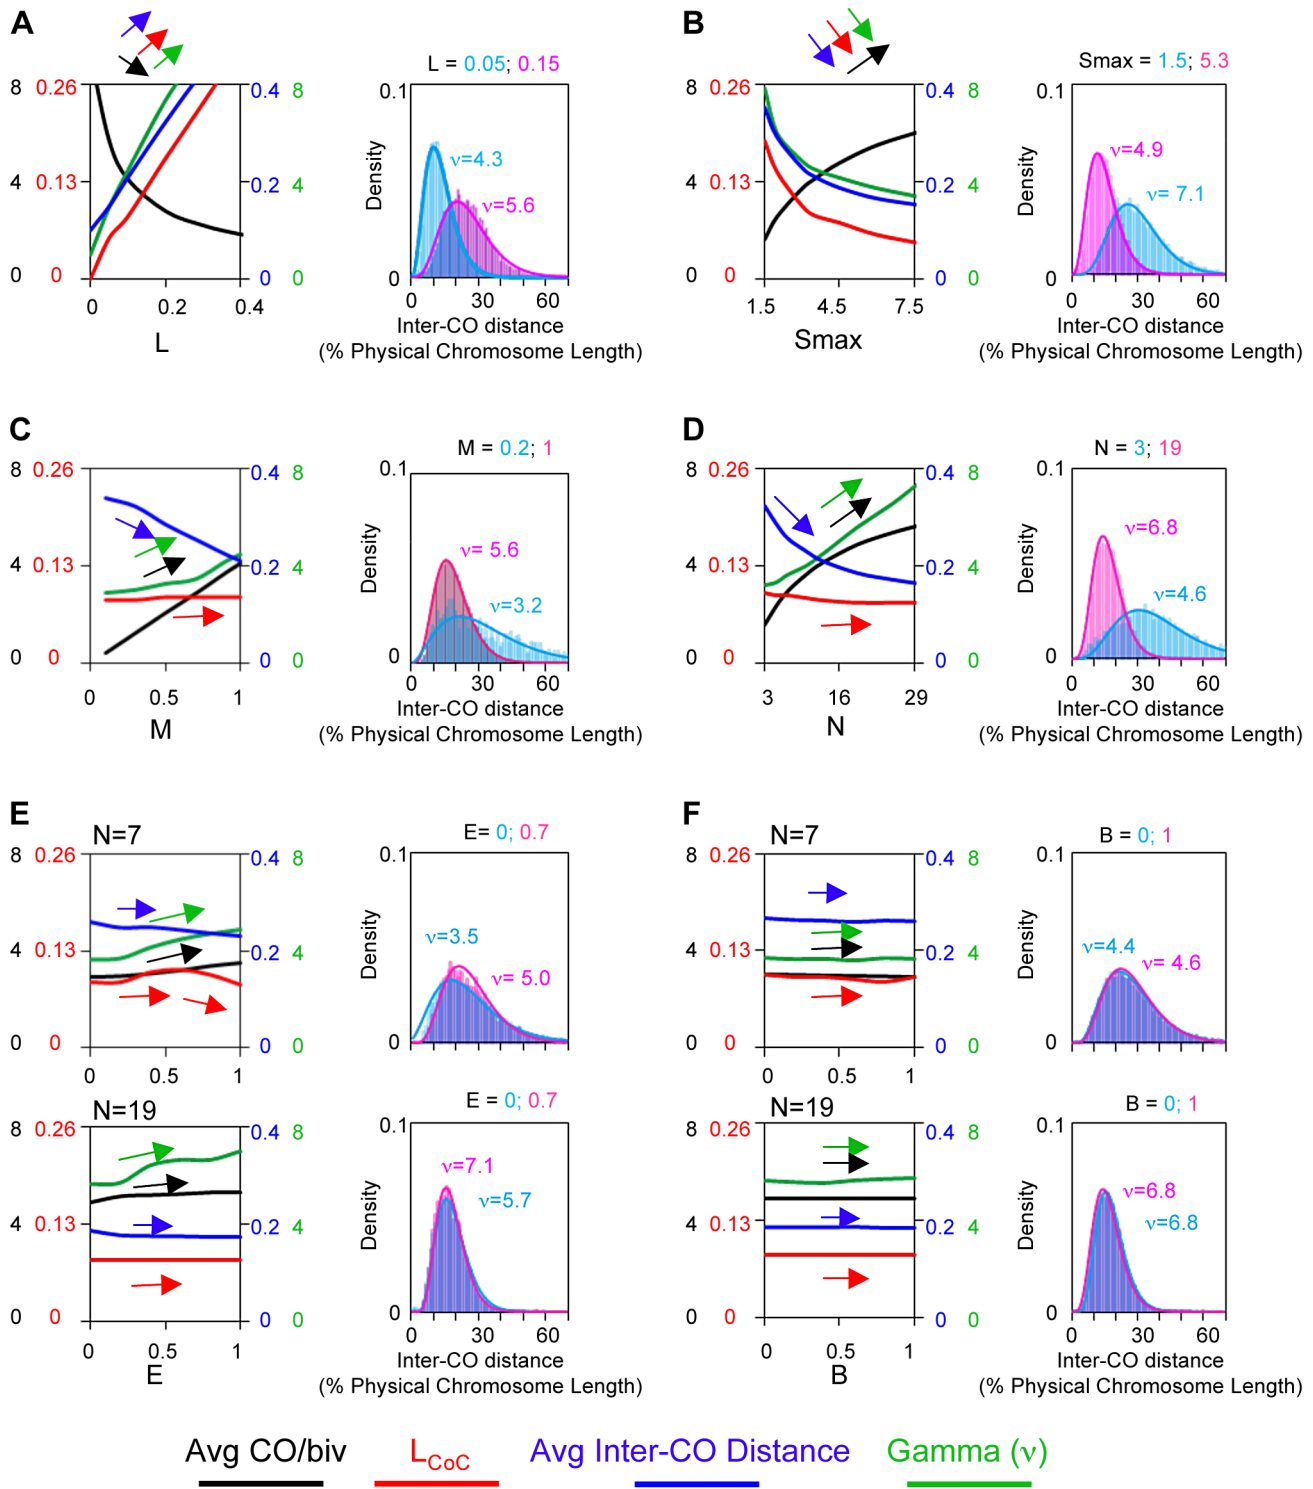 A
L = 0.05; 0.15
8 0.26 0.4 8
4 0.13 0.2 4
0 0 0 0
0 0.2 0.4
L
0.1
Density
0
ν=4.3
ν=5.6
0 30 60
Inter-CO distance
(% Physical Chromosome Length)
B
Smax = 1.5; 5.3
8 0.26 0.4 8
4 0.13 0.2 4
0 0 0 0
1.5 4.5 7.5
Smax
0.1
Density
0
ν=4.9
ν= 7.1
0 30 60
Inter-CO distance
(% Physical Chromosome Length)
C
M = 0.2; 1
8 0.26 0.4 8
4 0.13 0.2 4
0 0 0 0
0 0.5 1
M
0.1
Density
0
ν= 5.6
ν=3.2
0 30 60
Inter-CO distance
(% Physical Chromosome Length)
D
N = 3; 19
8 0.26 0.4 8
4 0.13 0.2 4
0 0 0 0
3 16 29
N
0.1
Density
0
ν=6.8
ν=4.6
0 30 60
Inter-CO distance
(% Physical Chromosome Length)
E
N=7
E= 0; 0.7
8 0.26 0.4 8
4 0.13 0.2 4
0 0 0 0
0 0.5 1
0.1
Density
0
ν=3.5
ν= 5.0
N=19
E = 0; 0.7
8 0.26 0.4 8
4 0.13 0.2 4
0 0 0 0
0 0.5 1
E
0.1
Density
0
ν=7.1
ν=5.7
0 30 60
Inter-CO distance
(% Physical Chromosome Length)
F
N=7
B = 0; 1
8 0.26 0.4 8
4 0.13 0.2 4
0 0 0 0
0 0.5 1
0.1
Density
0
ν=4.4
ν= 4.6
N=19
B = 0; 1
8 0.26 0.4 8
4 0.13 0.2 4
0 0 0 0
0 0.5 1
B
0.1
Density
0
ν=6.8
ν=6.8
0 30 60
Inter-CO distance
(% Physical Chromosome Length)
Avg CO/biv LCoC Avg Inter-CO Distance Gamma (ν)